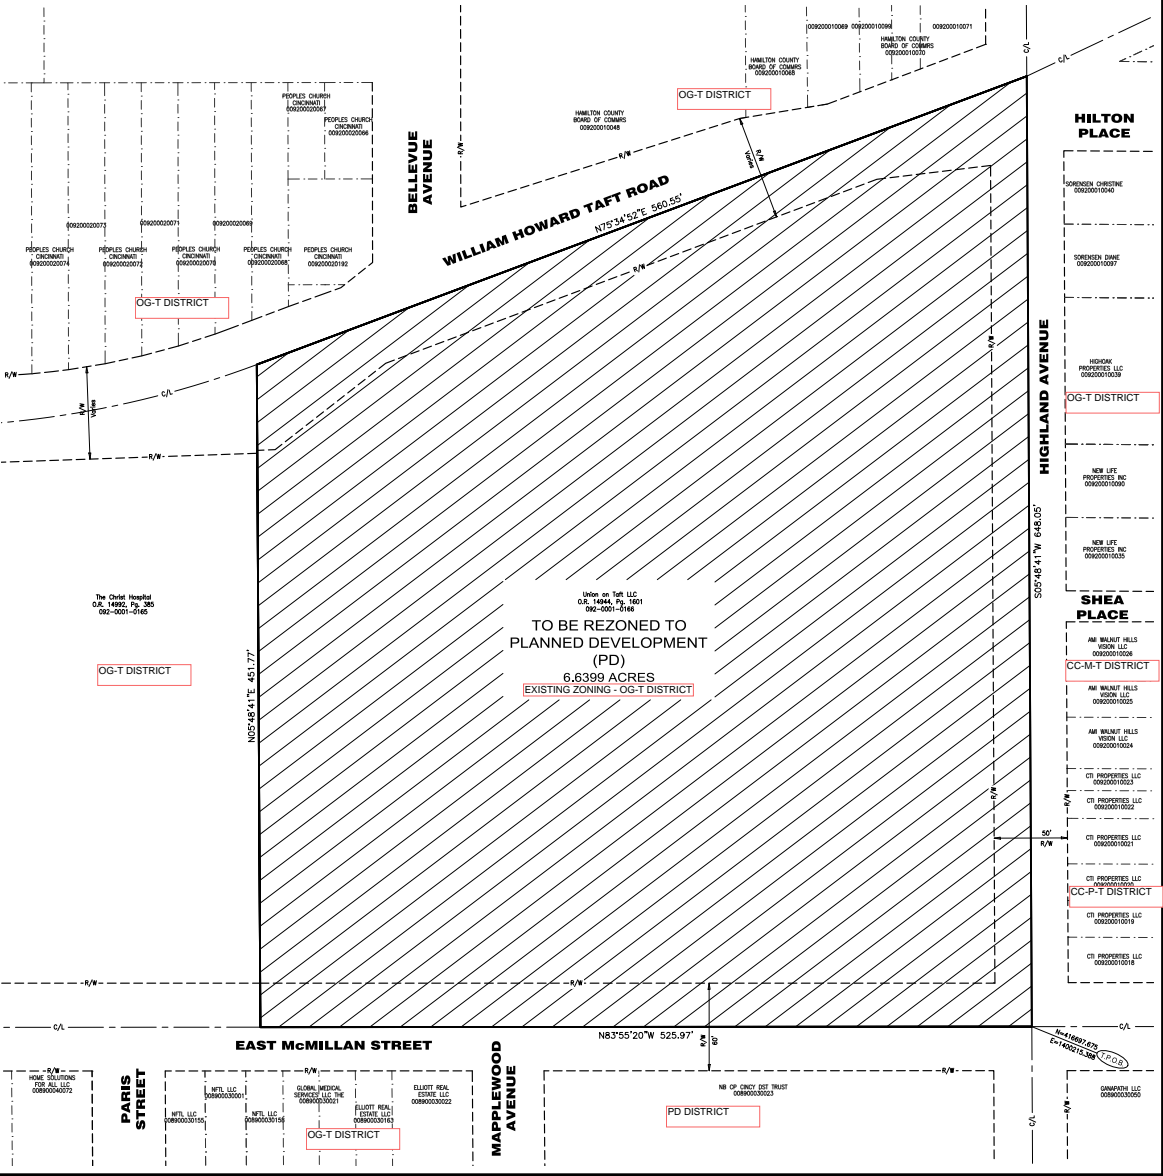 009200010069 009200010099
009200010071
HAMILTON COUNTY
BOARD OF COMMRS
009200010070
HAMILTON COUNTY
BOARD OF COMMRS
009200010068
C/L
C/L
OG-T DISTRICT
HAMILTON COUNTY
BOARD OF COMMRS
009200010048
PEOPLES CHURCH
CINCINNATI
009200020067
PEOPLES CHURCH
CINCINNATI
009200020066
BELLEVUE
AVENUE
R/W
R/W
R/W
Varies
HILTON
PLACE
SORENSEN CHRISTINE
009200010040
WILLIAM HOWARD TAFT ROAD
N75°34'52"E 560.55'
R/W
009200020073
009200020071
009200020069
PEOPLES CHURCH
CINCINNATI
009200020074
PEOPLES CHURCH
CINCINNATI
009200020072
PEOPLES CHURCH
CINCINNATI
009200020070
PEOPLES CHURCH
CINCINNATI
009200020068
PEOPLES CHURCH
CINCINNATI
009200020192
SORENSEN DIANE
009200010097
OG-T DISTRICT
R/W
C/L
R/W
Varies
R/W
R/W
HIGHLAND AVENUE
HIGHOAK
PROPERTIES LLC
009200010039
OG-T DISTRICT
NEW LIFE
PROPERTIES INC
009200010090
S05°48'41"W 648.05'
NEW LIFE
PROPERTIES INC
009200010035
The Christ Hospital
O.R. 14992, Pg. 385
092-0001-0165
OG-T DISTRICT
N05°48'41"E 451.77'
Union on Taft LLC
O.R. 14944, Pg. 1601
092-0001-0166
TO BE REZONED TO
PLANNED DEVELOPMENT
(PD)
6.6399 ACRES
EXISTING ZONING - OG-T DISTRICT
SHEA
PLACE
AMI WALNUT HILLS
VISION LLC
009200010026
CC-M-T DISTRICT
AMI WALNUT HILLS
VISION LLC
009200010025
AMI WALNUT HILLS
VISION LLC
009200010024
CTI PROPERTIES LLC
009200010023
R/W
R/W
CTI PROPERTIES LLC
009200010022
50'
R/W
CTI PROPERTIES LLC
009200010021
CTI PROPERTIES LLC
009200010020
CC-P-T DISTRICT
CTI PROPERTIES LLC
009200010019
CTI PROPERTIES LLC
009200010018
R/W
R/W
C/L
N83°55'20"W 525.97'
R/W
60'
C/L
N=416697.675
E=1400215.388
T.P.O.B
EAST McMILLAN STREET
R/W
R/W
R/W
HOME SOLUTIONS
FOR ALL LLC
008900040072
PARIS
STREET
NFTL LLC
008900030001
NFTL LLC
008900030155
NFTL LLC
008900030156
GLOBAL MEDICAL
SERVICES LLC THE
008900030021
ELLIOTT REAL
ESTATE LLC
008900030163
ELLIOTT REAL
ESTATE LLC
008900030022
OG-T DISTRICT
MAPPLEWOOD
AVENUE
NB OP CINCY DST TRUST
008900030023
PD DISTRICT
C/L
R/W
GANAPATHI LLC
008900030050